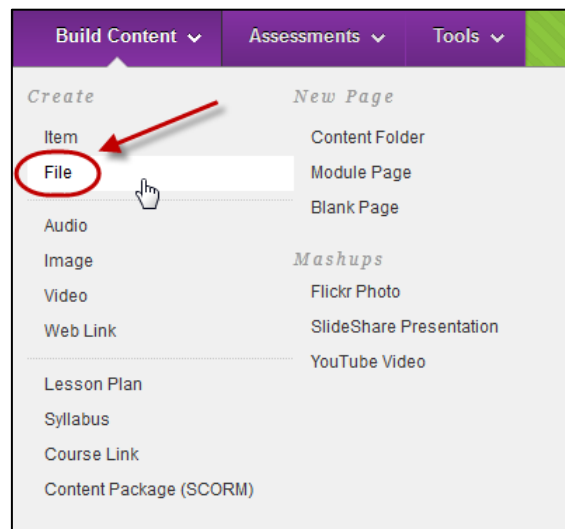 Build Content Assessments Tools
Create
Item
File
Audio
Image
Video
Web Link
Lesson Plan
Syllabus
Course Link
Content Package (SCORM)
New Page
Content Folder
Module Page
Blank Page
Mashups
Flickr Photo
SlideShare Presentation
YouTube Video